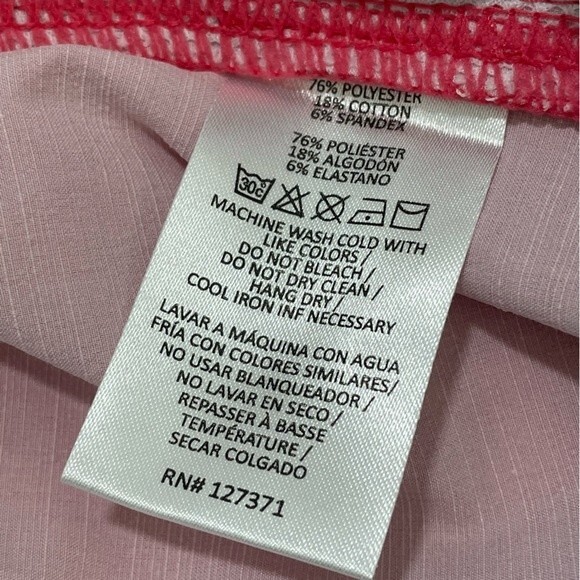 76% POLYESTER
18% COTTON
6% SPANDEX
76% POLIÉSTER
18% ALGODÓN
6% ELASTANO
30c
MACHINE WASH COLD WITH
LIKE COLORS /
DO NOT BLEACH /
DO NOT DRY CLEAN /
HANG DRY /
COOL IRON INF NECESSARY
LAVAR A MÁQUINA CON AGUA
FRÍA CON COLORES SIMILARES/
NO USAR BLANQUEADOR /
NO LAVAR EN SECO /
REPASSER À BASSE
TEMPÉRATURE /
SECAR COLGADO
RN# 127371